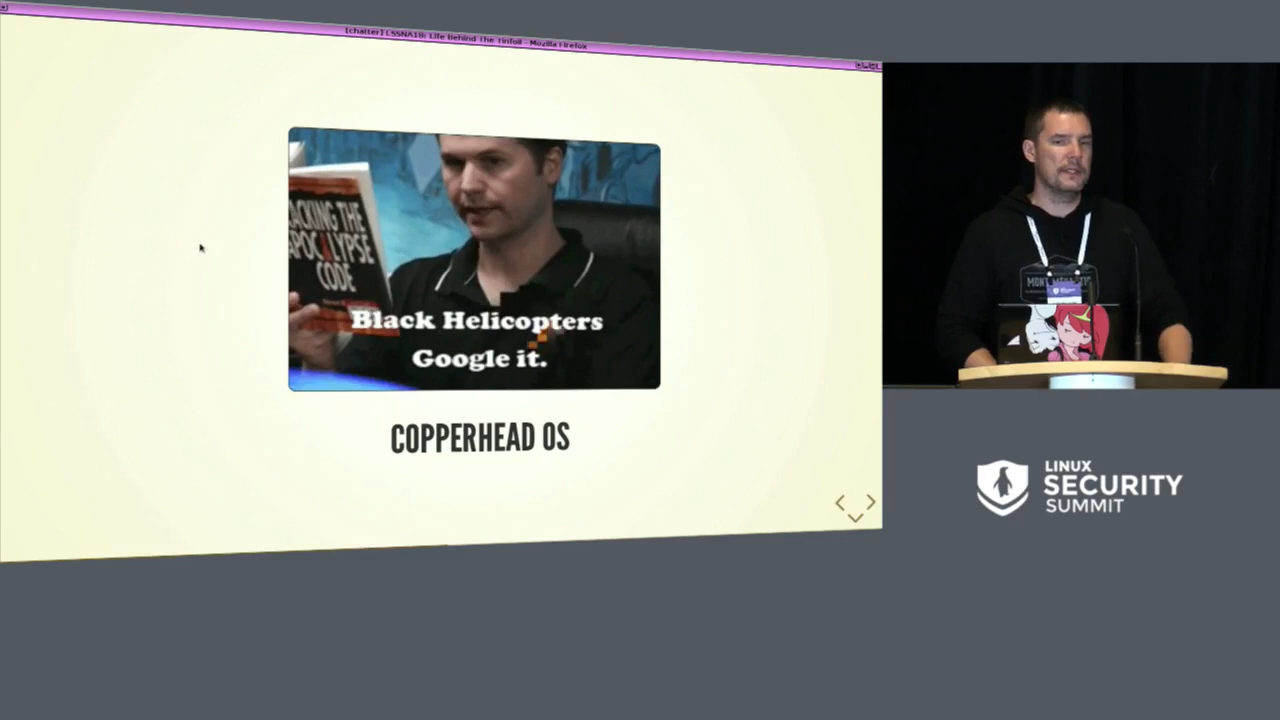 [chatter] LSSNA18: Life Behind The Tinfoil - Mozilla Firefox
ACKING THE
APOCALYPSE
CODE
Black Helicopters
Google it.
COPPERHEAD OS
LINUX
SECURITY
SUMMIT